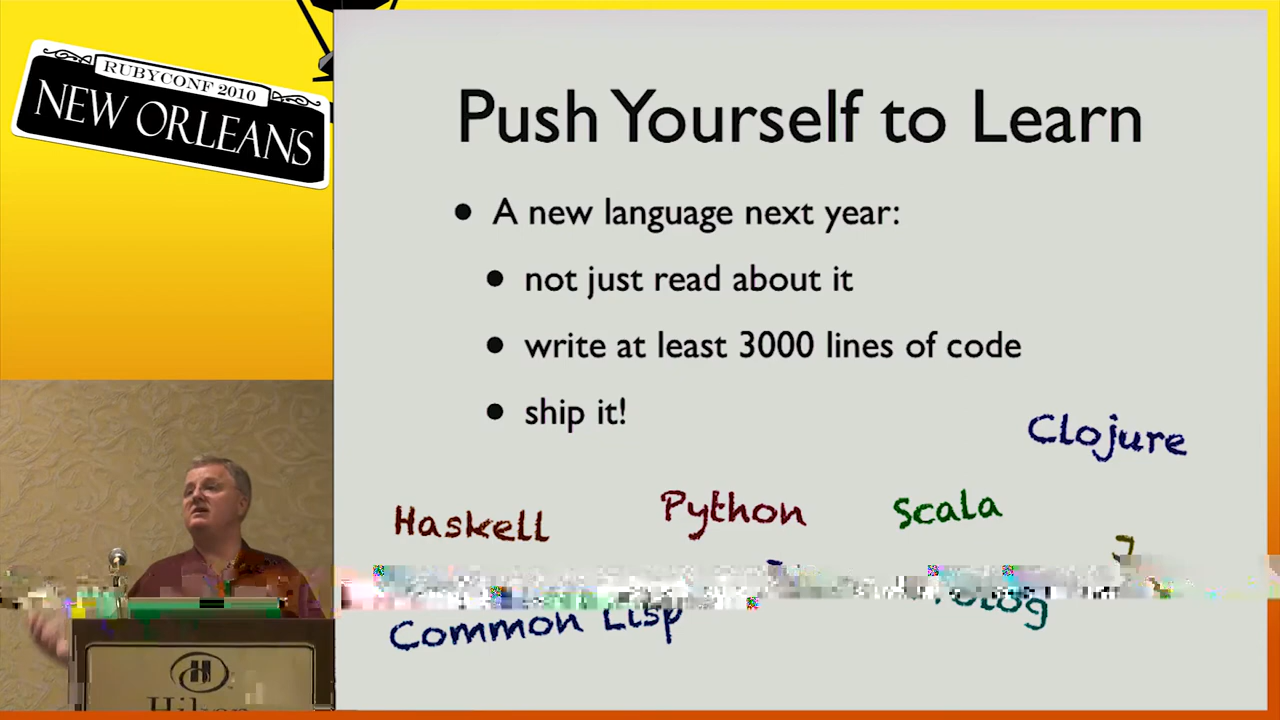 RUBYCONF 2010
NEW ORLEANS
Push Yourself to Learn
• A new language next year:
• not just read about it
• write at least 3000 lines of code
• ship it!
Clojure
Haskell
Python
Scala
Common Lisp